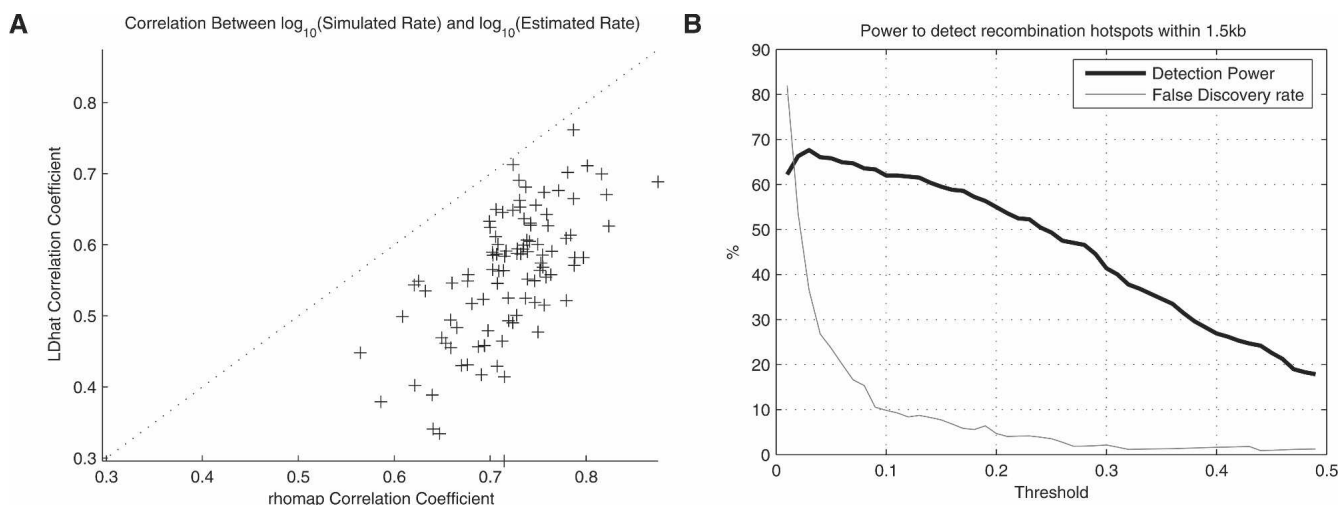 A
Correlation Between log10(Simulated Rate) and log10(Estimated Rate)
0.8
0.7
0.6
0.5
0.4
0.3
LDhat Correlation Coefficient
0.3 0.4 0.5 0.6 0.7 0.8
rhomap Correlation Coefficient
B
Power to detect recombination hotspots within 1.5kb
90
80
70
60
50
40
30
20
10
0
%
Detection Power
False Discovery rate
0 0.1 0.2 0.3 0.4 0.5
Threshold